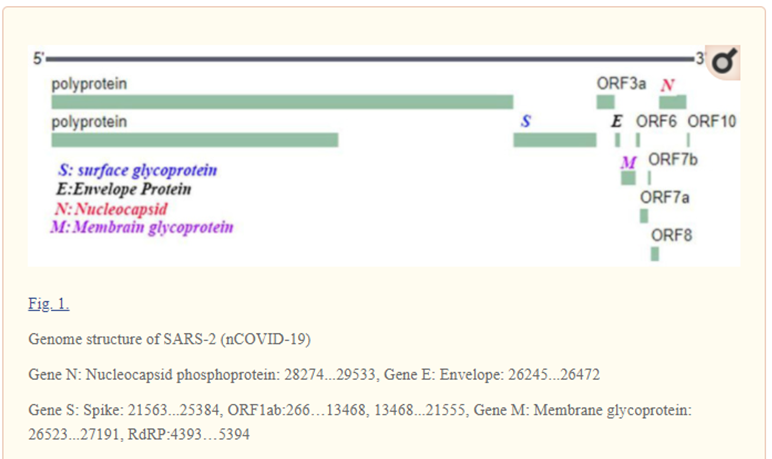 5'
3'
polyprotein
ORF3a N
polyprotein
S
E ORF6 ORF10
M ORF7b
ORF7a
ORF8
S: surface glycoprotein
E:Envelope Protein
N: Nucleocapsid
M: Membrain glycoprotein
Fig. 1.
Genome structure of SARS-2 (nCOVID-19)
Gene N: Nucleocapsid phosphoprotein: 28274...29533, Gene E: Envelope: 26245...26472
Gene S: Spike: 21563...25384, ORF1ab:266…13468, 13468...21555, Gene M: Membrane glycoprotein:
26523...27191, RdRP:4393…5394